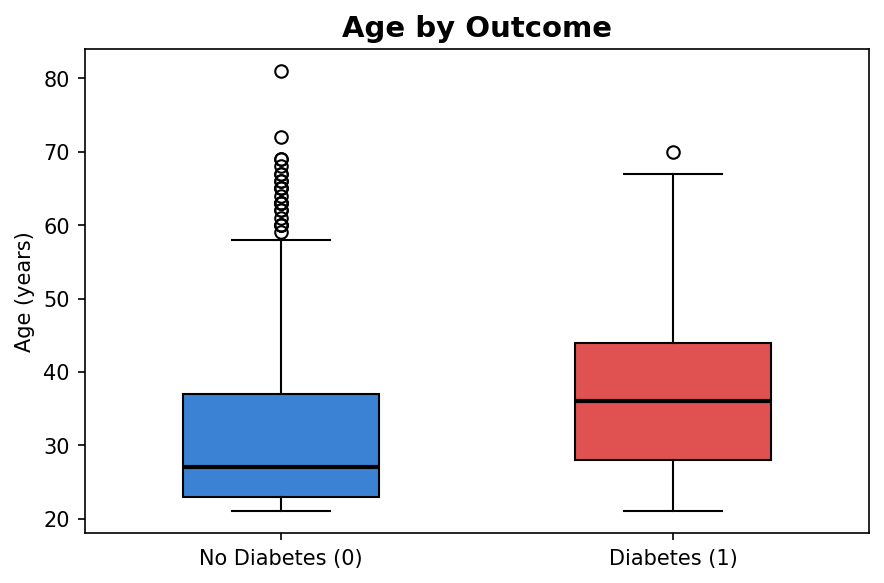 Age by Outcome
Age (years)
80
70
60
50
40
30
20
No Diabetes (0)
Diabetes (1)